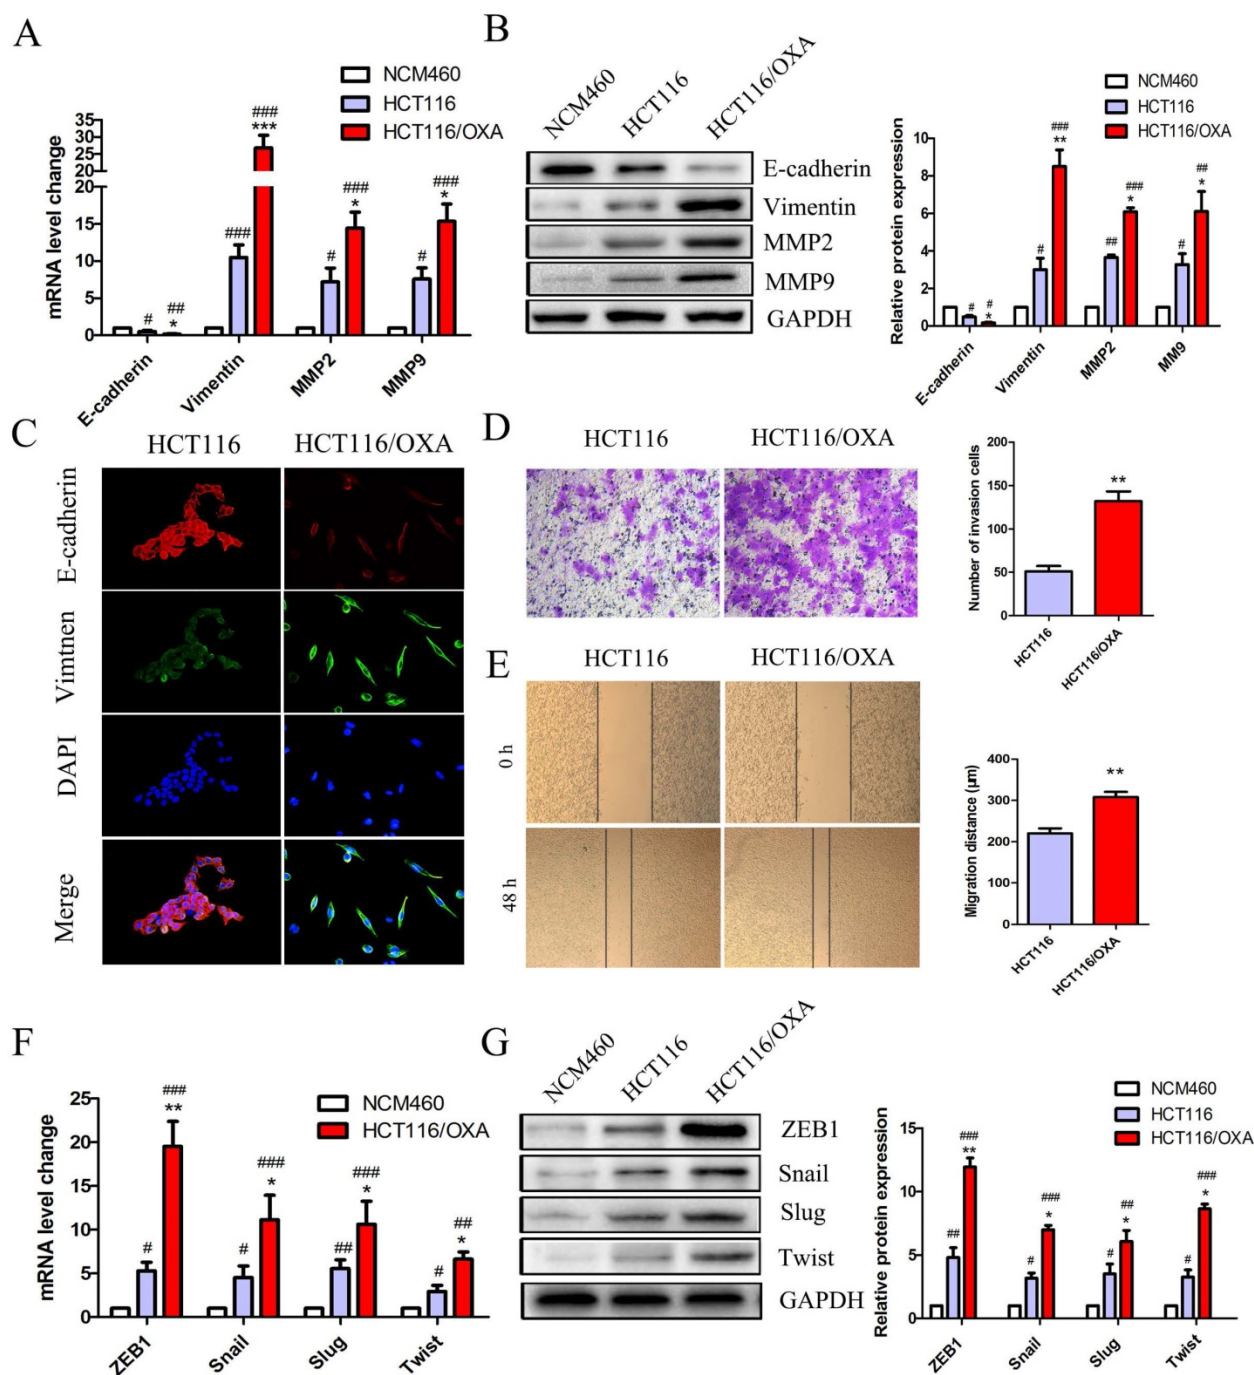 A
NCM460
HCT116
HCT116/OXA
mRNA level change
35
30
25
20
20
15
10
5
0
#
##
*
###
###
***
#
###
*
#
###
*
E-cadherin
Vimentin
MMP2
MMP9
B
NCM460
HCT116
HCT116/OXA
E-cadherin
Vimentin
MMP2
MMP9
GAPDH
NCM460
HCT116
HCT116/OXA
Relative protein expression
10
8
6
4
2
0
#
#
*
#
###
**
##
###
*
#
##
*
E-cadherin
Vimentin
MMP2
MM9
C
HCT116
HCT116/OXA
E-cadherin
Vimtnen
DAPI
Merge
D
HCT116
HCT116/OXA
Number of invasion cells
200
150
100
50
0
**
HCT116
HCT116/OXA
E
HCT116
HCT116/OXA
0 h
48 h
Migration distance (μm)
400
300
200
100
0
**
HCT116
HCT116/OXA
F
NCM460
HCT116/OXA
mRNA level change
25
20
15
10
5
0
#
###
**
#
###
*
##
###
*
#
##
*
ZEB1
Snail
Slug
Twist
G
NCM460
HCT116
HCT116/OXA
ZEB1
Snail
Slug
Twist
GAPDH
NCM460
HCT116
HCT116/OXA
Relative protein expression
15
10
5
0
##
###
**
#
###
*
#
##
*
#
###
*
ZEB1
Snail
Slug
Twist